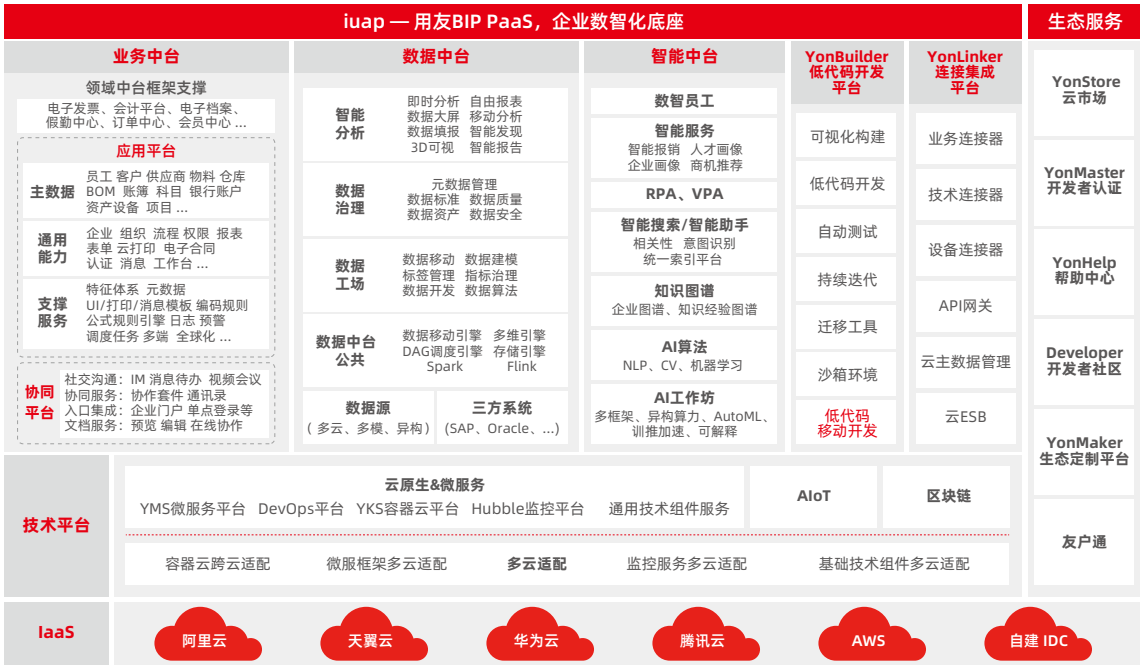 iuap — 用友BIP PaaS，企业数智化底座
业务中台
领域中台框架支撑
电子发票、会计平台、电子档案、
假勤中心、订单中心、会员中心 ...
应用平台
主数据
员工 客户 供应商 物料 仓库
BOM 账簿 科目 银行账户
资产设备 项目 ...
通用
能力
企业 组织 流程 权限 报表
表单 云打印 电子合同
认证 消息 工作台 ...
支撑
服务
特征体系 元数据
UI/打印/消息模板 编码规则
公式规则引擎 日志 预警
调度任务 多端 全球化 ...
协同
平台
社交沟通：IM 消息待办 视频会议
协同服务：协作套件 通讯录
入口集成：企业门户 单点登录等
文档服务：预览 编辑 在线协作
数据中台
智能
分析
即时分析 自由报表
数据大屏 移动分析
数据填报 智能发现
3D可视 智能报告
数据
治理
元数据管理
数据标准 数据质量
数据资产 数据安全
数据
工场
数据移动 数据建模
标签管理 指标治理
数据开发 数据算法
数据中台
公共
数据移动引擎 多维引擎
DAG调度引擎 存储引擎
Spark Flink
数据源
( 多云、多模、异构 )
三方系统
(SAP、Oracle、...)
智能中台
数智员工
智能服务
智能报销 人才画像
企业画像 商机推荐
RPA、VPA
智能搜索/智能助手
相关性 意图识别
统一索引平台
知识图谱
企业图谱、知识经验图谱
AI算法
NLP、CV、机器学习
AI工作坊
多框架、异构算力、AutoML、
训推加速、可解释
YonBuilder
低代码开发
平台
可视化构建
低代码开发
自动测试
持续迭代
迁移工具
沙箱环境
低代码
移动开发
YonLinker
连接集成
平台
业务连接器
技术连接器
设备连接器
API网关
云主数据管理
云ESB
技术平台
云原生&微服务
YMS微服务平台 DevOps平台 YKS容器云平台 Hubble监控平台 通用技术组件服务
AIoT
区块链
容器云跨云适配 微服框架多云适配 多云适配 监控服务多云适配 基础技术组件多云适配
IaaS
阿里云
天翼云
华为云
腾讯云
AWS
自建 IDC
生态服务
YonStore
云市场
YonMaster
开发者认证
YonHelp
帮助中心
Developer
开发者社区
YonMaker
生态定制平台
友户通